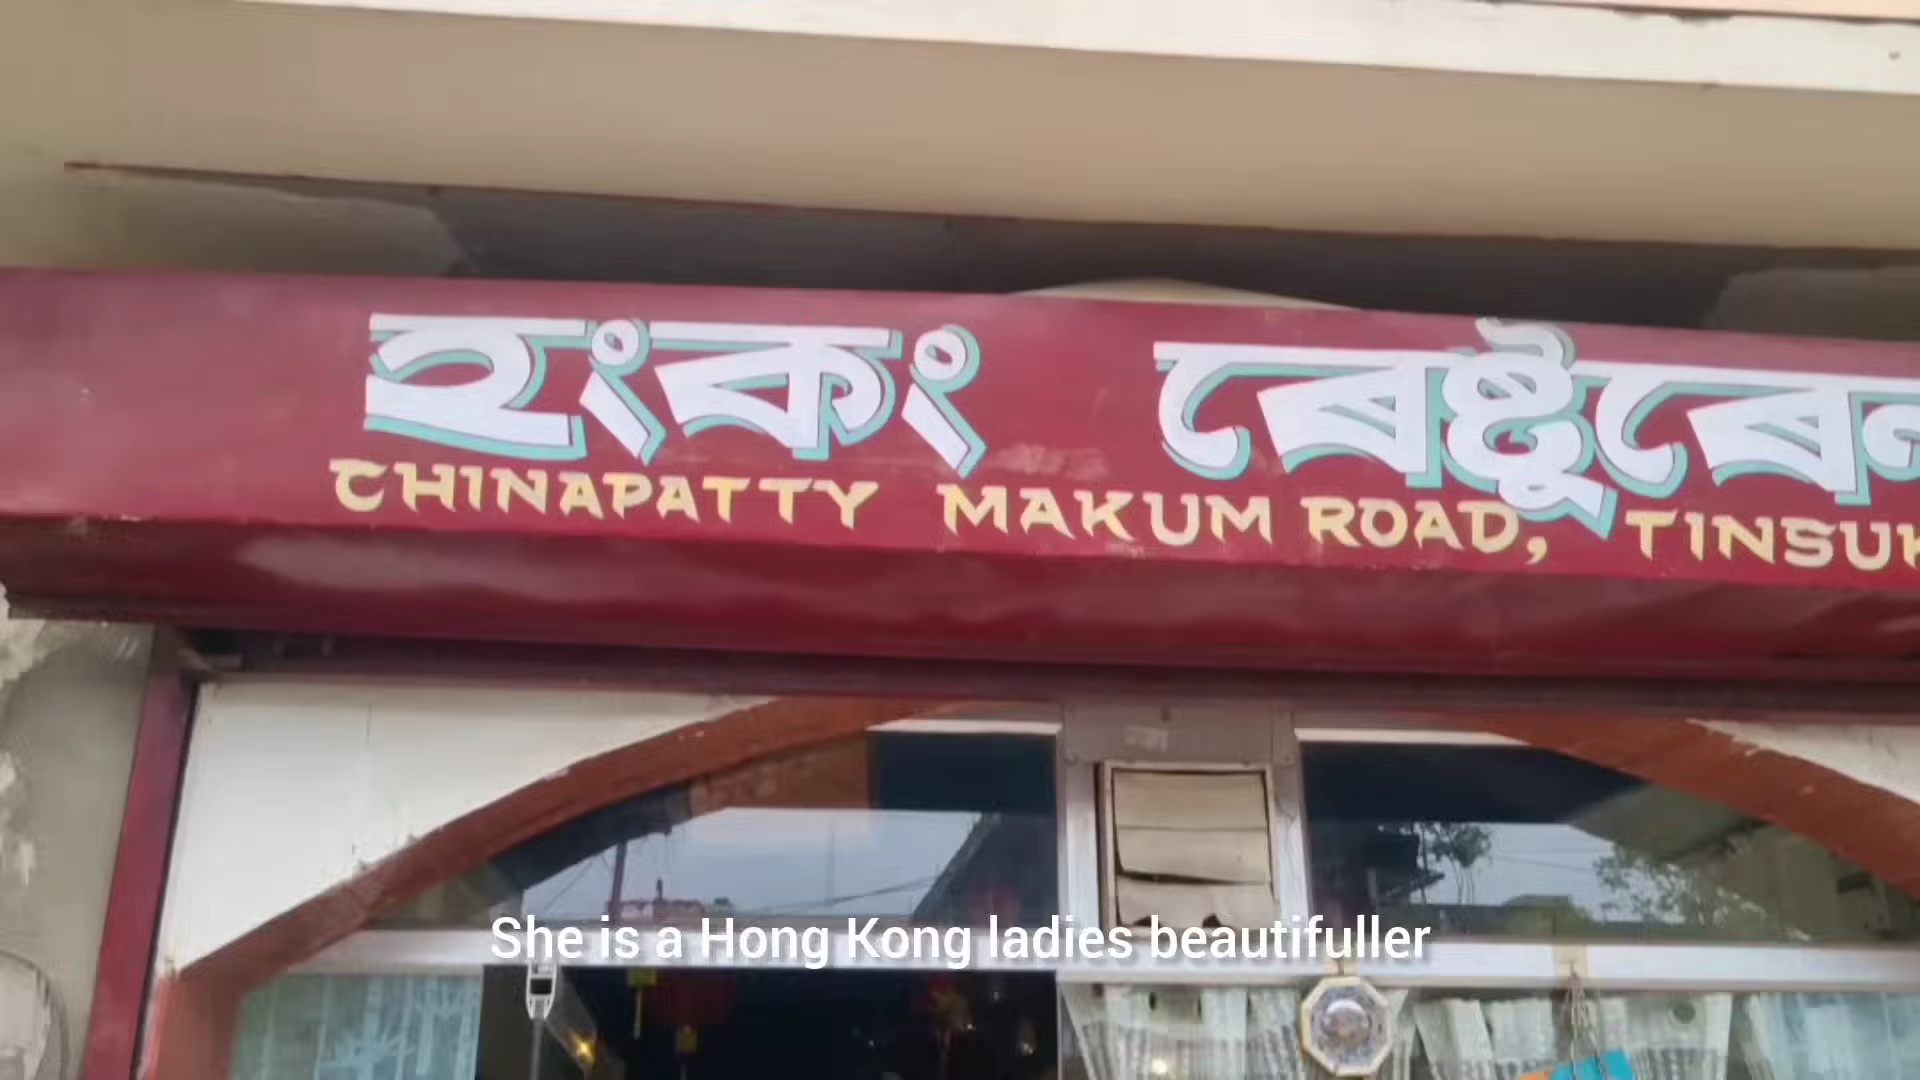 হংকং
CHINAPATTY MAKUM ROAD,
She is a Hong Kong ladies beautifuller